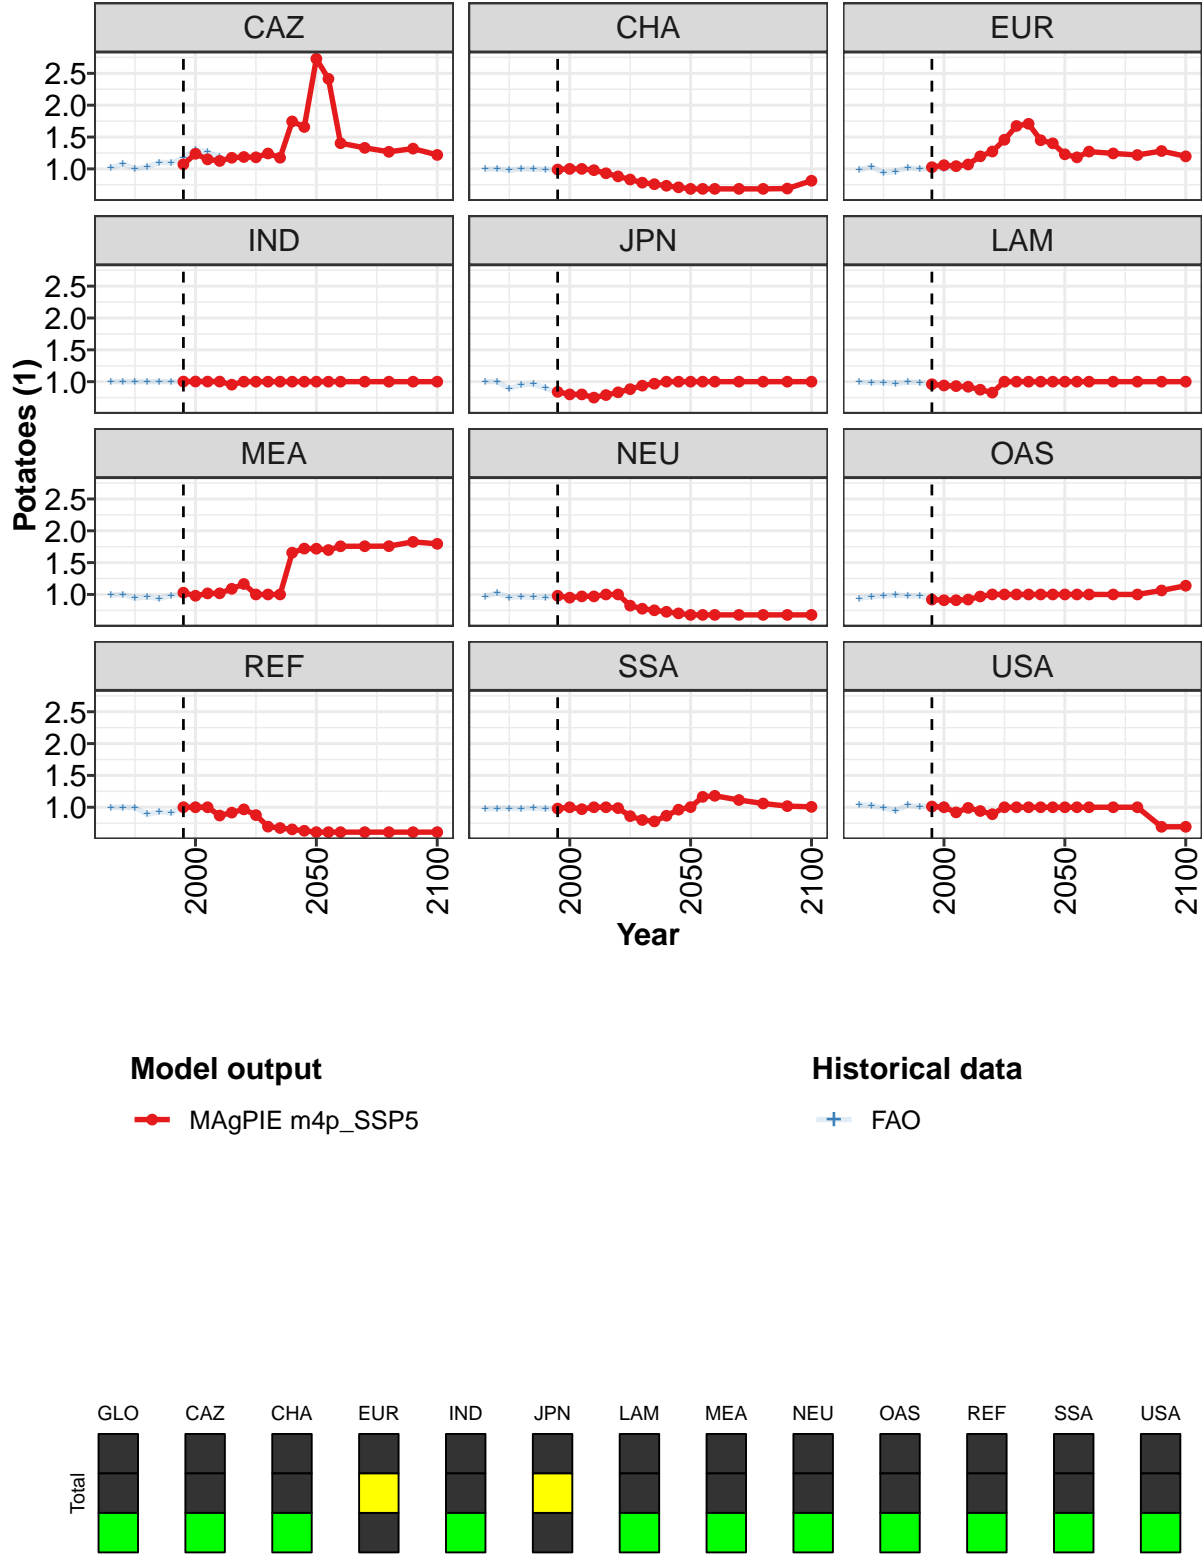 CAZ CHA EUR
2.5
2.0
1.5
1.0
IND JPN LAM
2.5
2.0
1.5
1.0
Potatoes (1)
MEA NEU OAS
2.5
2.0
1.5
1.0
REF SSA USA
2.5
2.0
1.5
1.0
2000 2050 2100 2000 2050 2100 2000 2050 2100
Year
Model output Historical data
MAgPIE m4p_SSP5 FAO
GLO CAZ CHA EUR IND JPN LAM MEA NEU OAS REF SSA USA
Total